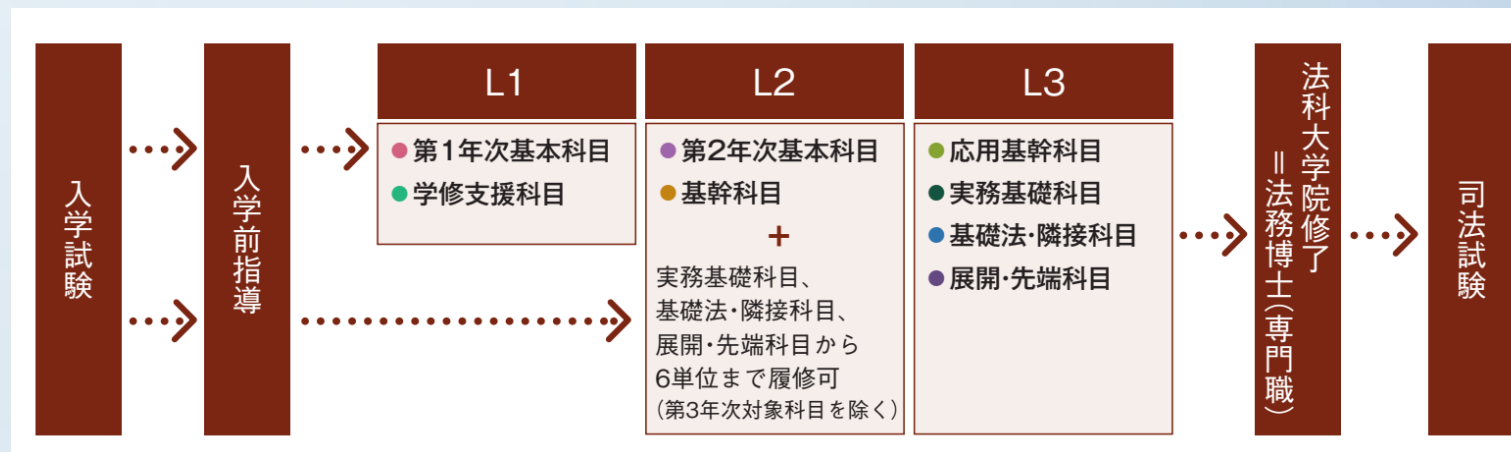 入学試験
入学前指導
L1
●第1年次基本科目
●学修支援科目
L2
●第2年次基本科目
●基幹科目
+
実務基礎科目、
基礎法･隣接科目、
展開･先端科目から
6単位まで履修可
(第3年次対象科目を除く)
L3
●応用基幹科目
●実務基礎科目
●基礎法･隣接科目
●展開･先端科目
法科大学院修了
=法務博士(専門職)
司法試験